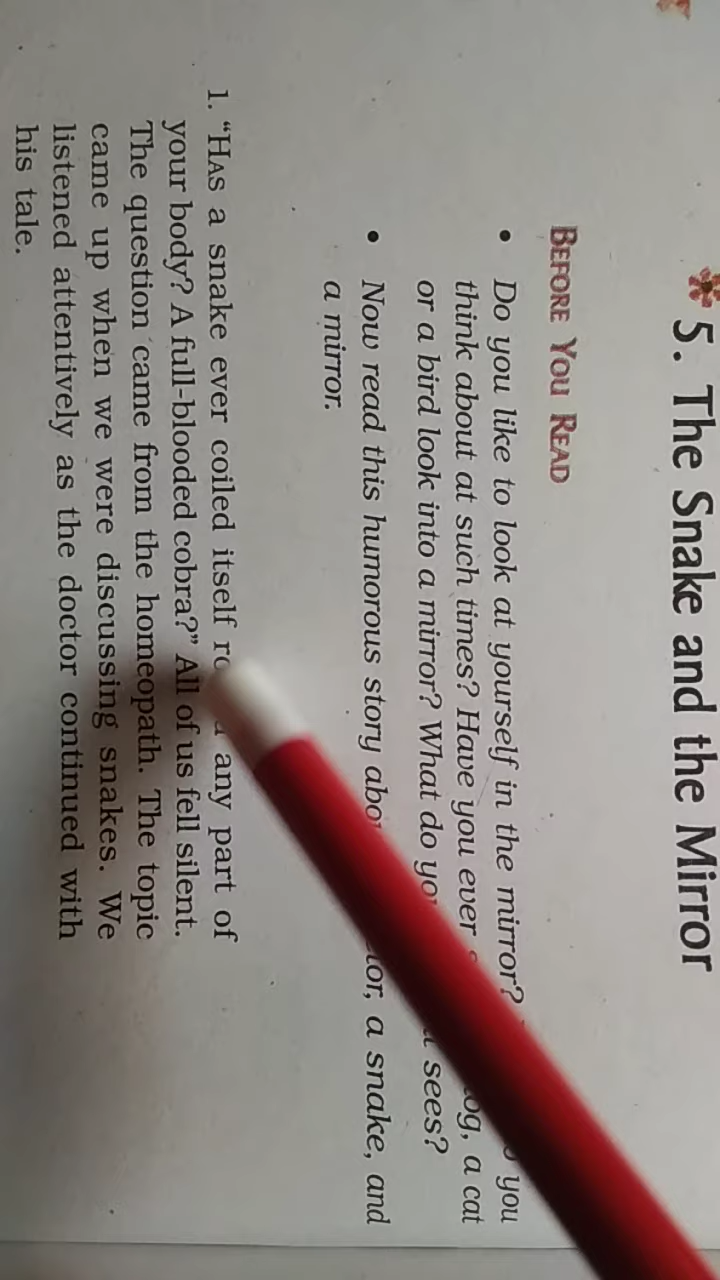 5. The Snake and the Mirror
BEFORE YOU READ
• Do you like to look at yourself in the mirror? you
think about at such times? Have you ever a cat
or a bird look into a mirror? What do sees?
• Now read this humorous story a snake, and
a mirror.
1. “HAS a snake ever coiled itself any part of
your body? A full-blooded cobra?” All of us fell silent.
The question came from the homeopath. The topic
came up when we were discussing snakes. We
listened attentively as the doctor continued with
his tale.